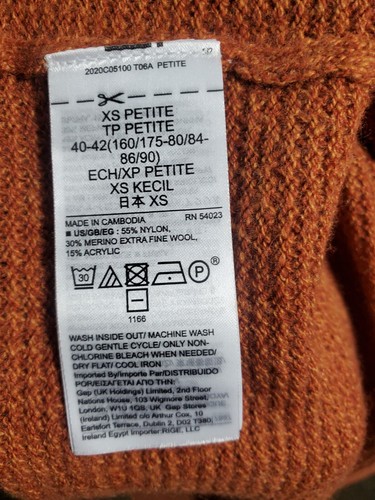 2020C05100 T06A PETITE
XS PETITE
TP PETITE
40-42(160/175-80/84-
86/90)
ECH/XP PETITE
XS KECIL
日本 XS
MADE IN CAMBODIA RN 54023
■ US/GB/EG : 55% NYLON,
30% MERINO EXTRA FINE WOOL,
15% ACRYLIC
30 P ®
1166
WASH INSIDE OUT/ MACHINE WASH
COLD GENTLE CYCLE/ ONLY NON-
CHLORINE BLEACH WHEN NEEDED/
DRY FLAT/ COOL IRON
Imported By/Importe Par/DISTRIBUIDO
POR/ΕΙΣΑΓΕΤΑΙ ΑΠΟ ΤΗΝ:
Gap (UK Holdings) Limited, 2nd Floor
Nations House, 103 Wigmore Street,
London, W1U 1QS, UK Gap Stores
(Ireland) Limited c/o Arthur Cox, 10
Earlsfort Terrace, Dublin 2, D02 T380,
Ireland Egypt Importer RIGE, LLC